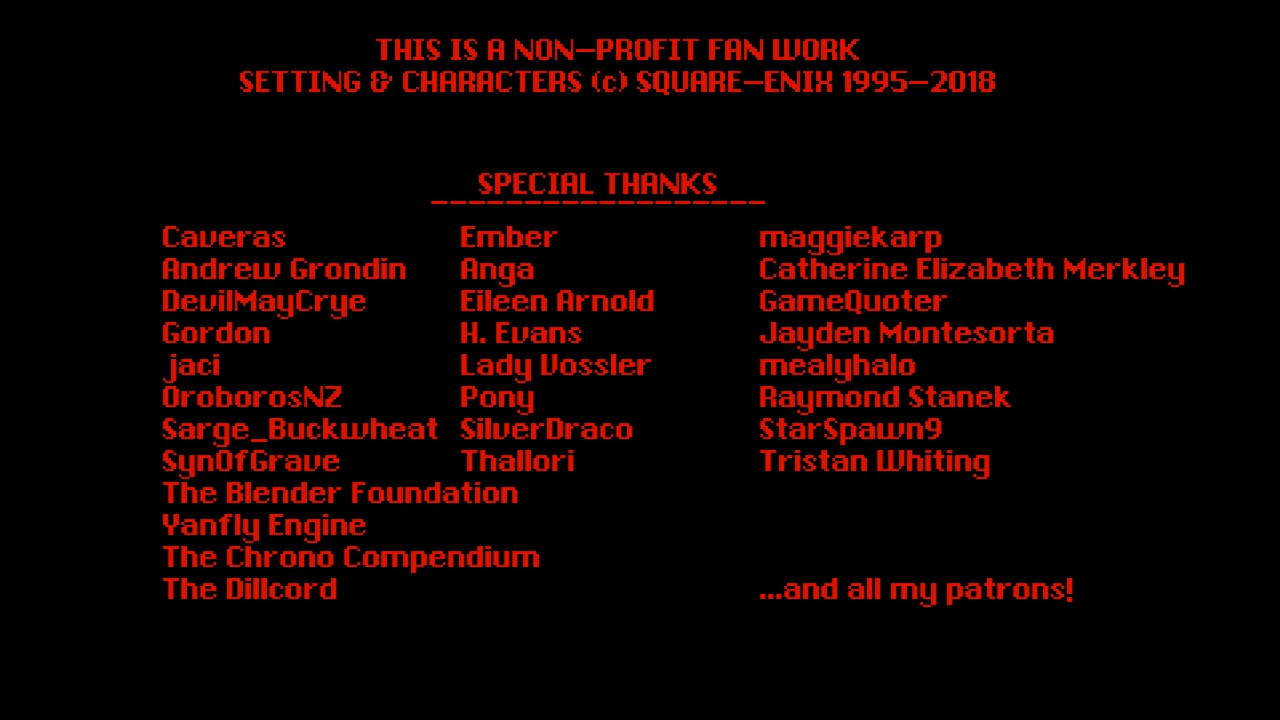 THIS IS A NON-PROFIT FAN WORK
SETTING & CHARACTERS (c) SQUARE-ENIX 1995-2018
SPECIAL THANKS
__________________
Caveras Ember maggiekarp
Andrew Grondin Anga Catherine Elizabeth Merkley
DevilMayCrye Eileen Arnold GameQuoter
Gordon H. Evans Jayden Montesorta
jaci Lady Vossler mealyhalo
OroborosNZ Pony Raymond Stanek
Sarge_Buckwheat SilverDraco StarSpawn9
SynOfGrave Thallori Tristan Whiting
The Blender Foundation
Yanfly Engine
The Chrono Compendium
The Dillcord ...and all my patrons!